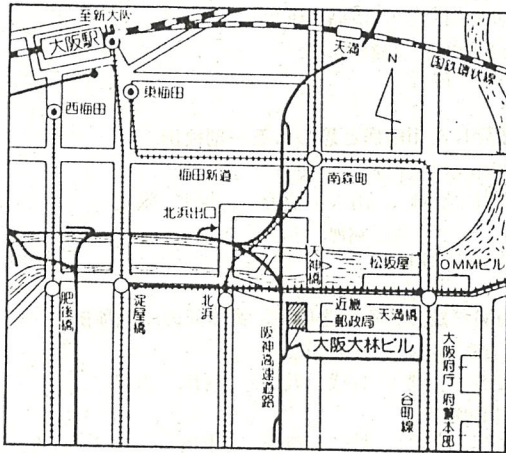 至新大阪
大阪駅
天満
国鉄環状線
N
西梅田
東梅田
梅田新道
南森町
北浜出口
天神橋
松阪屋
OMMビル
肥後橋
淀屋橋
北浜
近畿
郵政局
天満橋
大阪大林ビル
阪神高速道路
谷町線
大阪府庁
府警本部